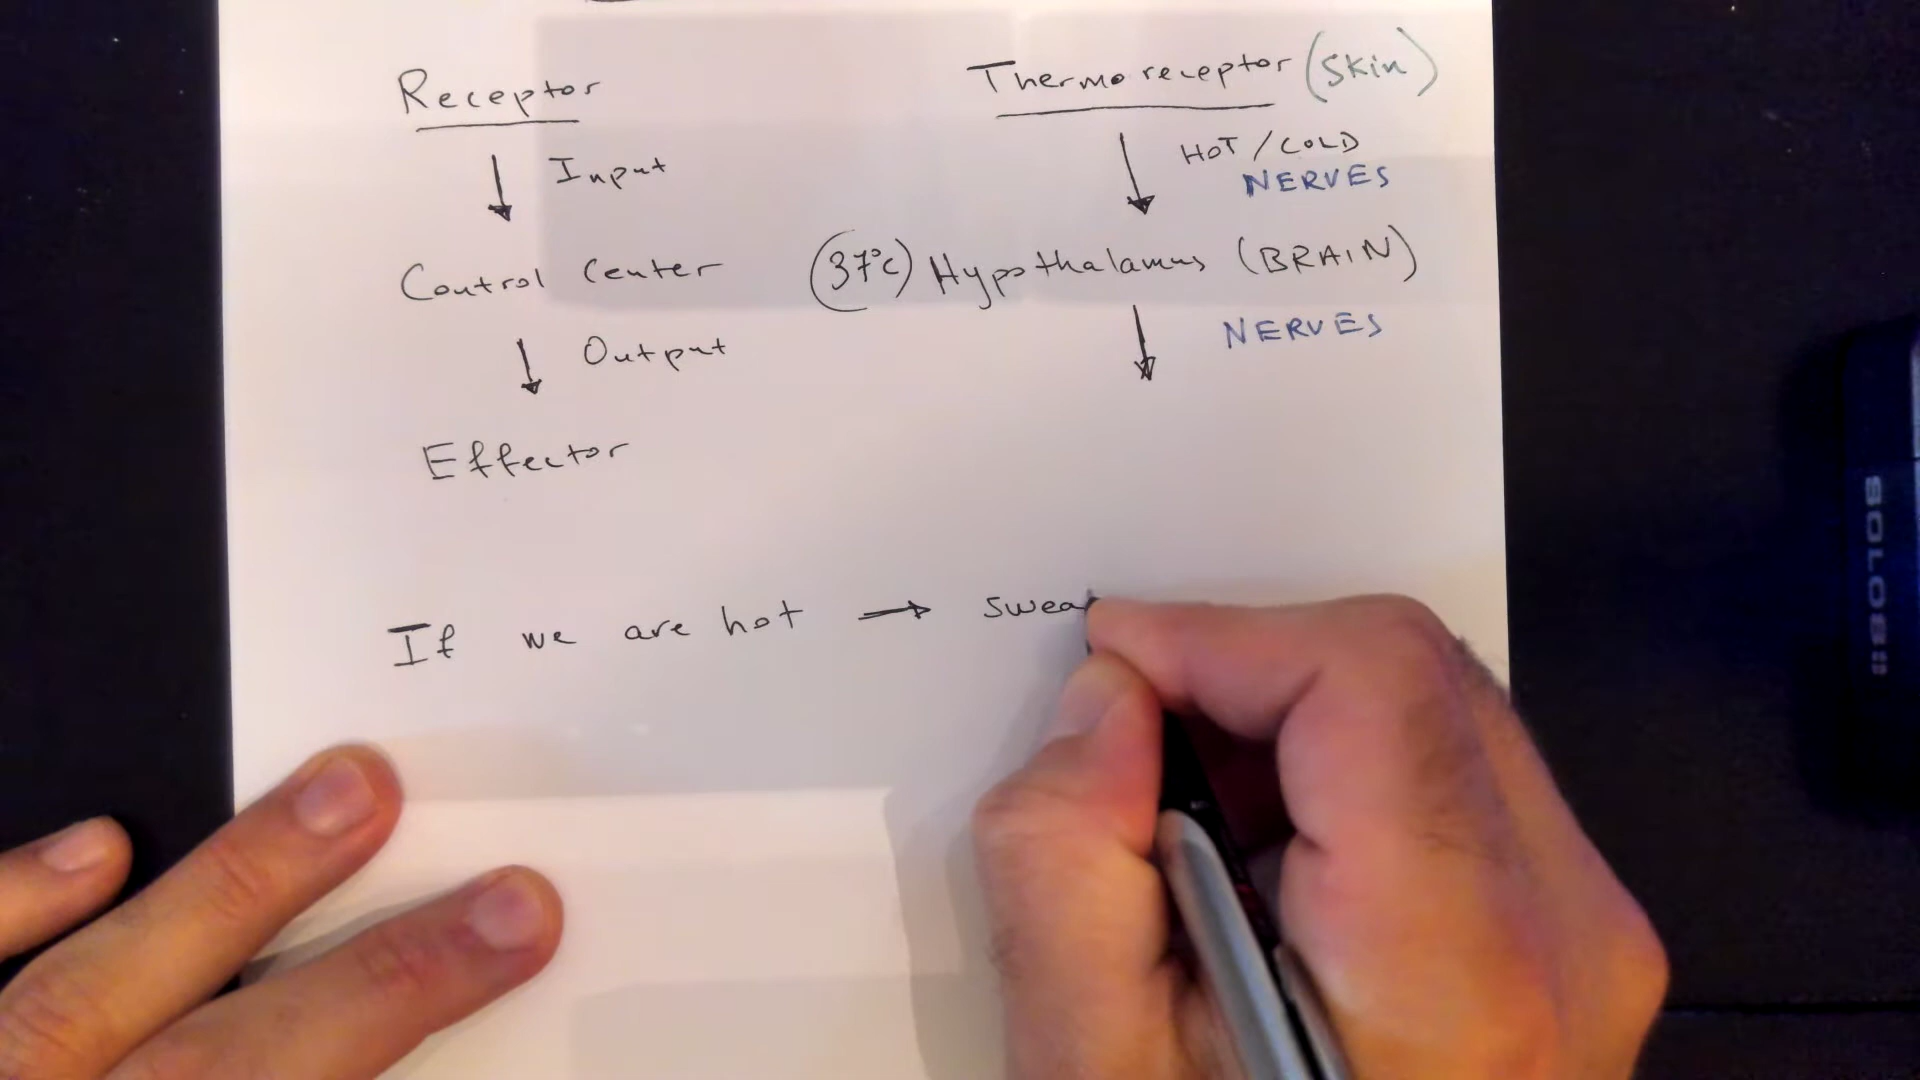 Receptor
Thermoreceptor (Skin)
Input
HOT / COLD
NERVES
Control Center
(37°C) Hypothalamus (BRAIN)
Output
NERVES
Effector
If we are hot → swea